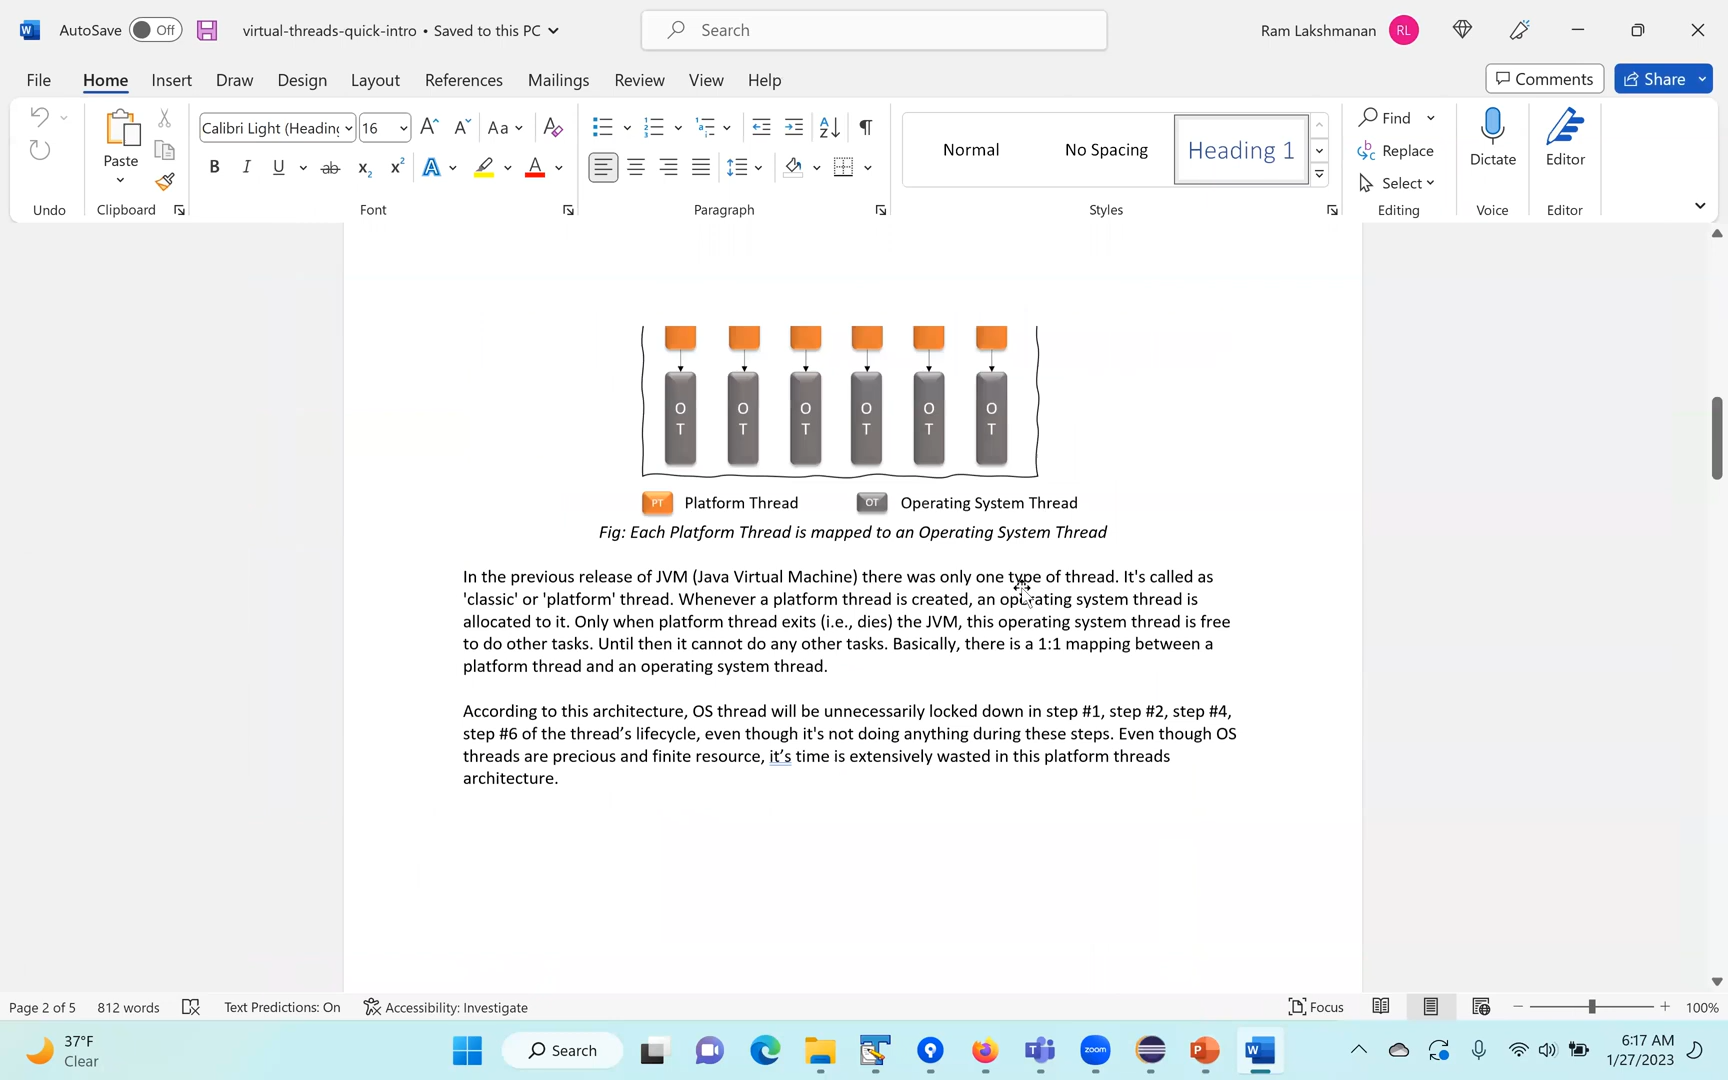 AutoSave Off virtual-threads-quick-intro • Saved to this PC Search Ram Lakshmanan RL
File Home Insert Draw Design Layout References Mailings Review View Help Comments Share
Calibri Light (Heading 16 Aa
Paste
Normal No Spacing Heading 1
Find
Replace
Select
Dictate
Editor
Undo Clipboard Font Paragraph Styles Editing Voice Editor
O O O O O O
T T T T T T
PT Platform Thread OT Operating System Thread
Fig: Each Platform Thread is mapped to an Operating System Thread
In the previous release of JVM (Java Virtual Machine) there was only one type of thread. It's called as
'classic' or 'platform' thread. Whenever a platform thread is created, an operating system thread is
allocated to it. Only when platform thread exits (i.e., dies) the JVM, this operating system thread is free
to do other tasks. Until then it cannot do any other tasks. Basically, there is a 1:1 mapping between a
platform thread and an operating system thread.
According to this architecture, OS thread will be unnecessarily locked down in step #1, step #2, step #4,
step #6 of the thread’s lifecycle, even though it's not doing anything during these steps. Even though OS
threads are precious and finite resource, it’s time is extensively wasted in this platform threads
architecture.
Page 2 of 5 812 words Text Predictions: On Accessibility: Investigate Focus 100%
37°F
Clear
Search
zoom
6:17 AM
1/27/2023